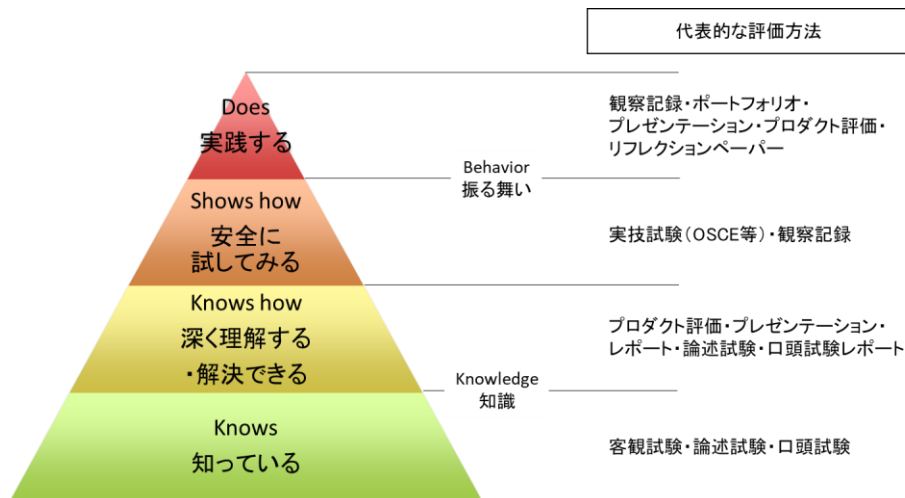 代表的な評価方法
Does
実践する
観察記録・ポートフォリオ・
プレゼンテーション・プロダクト評価・
リフレクションペーパー
Behavior
振る舞い
Shows how
安全に
試してみる
実技試験(OSCE等)・観察記録
Knows how
深く理解する
・解決できる
プロダクト評価・プレゼンテーション・
レポート・論述試験・口頭試験レポート
Knowledge
知識
Knows
知っている
客観試験・論述試験・口頭試験